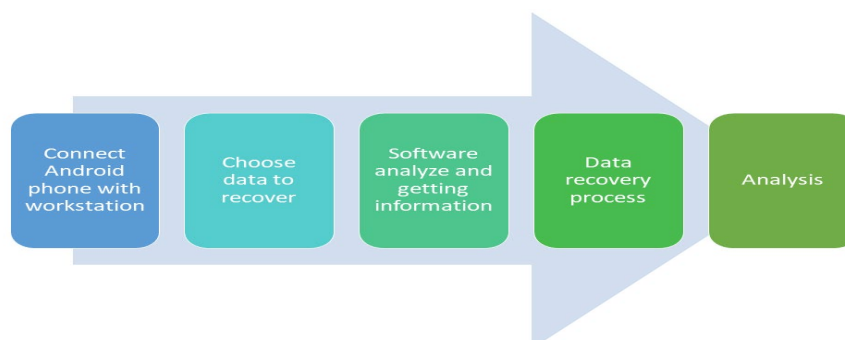 Connect
Android
phone with
workstation
Choose
data to
recover
Software
analyze and
getting
information
Data
recovery
process
Analysis